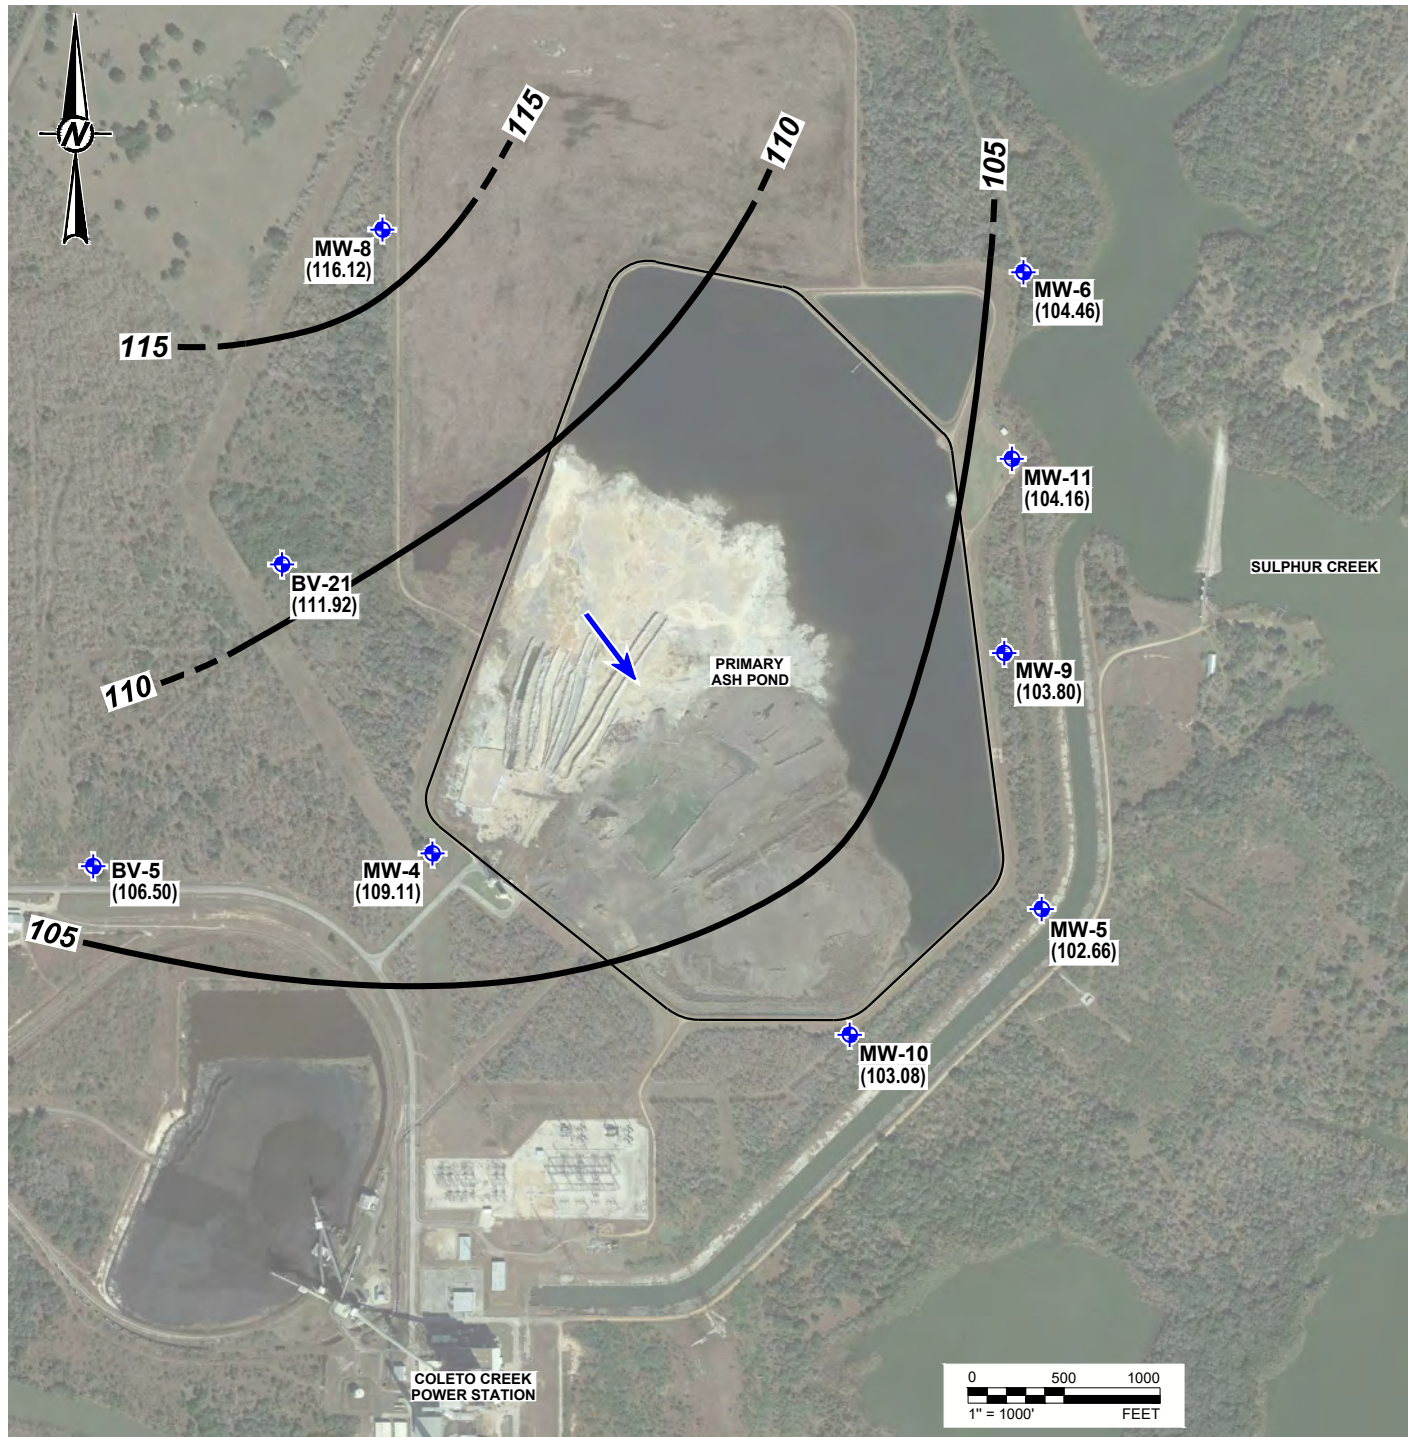 115
110
105
N
MW-8
(116.12)
115
MW-6
(104.46)
MW-11
(104.16)
SULPHUR CREEK
BV-21
(111.92)
MW-9
(103.80)
PRIMARY
ASH POND
110
BV-5
(106.50)
MW-4
(109.11)
105
MW-5
(102.66)
MW-10
(103.08)
COLETO CREEK
POWER STATION
0 500 1000
1" = 1000' FEET